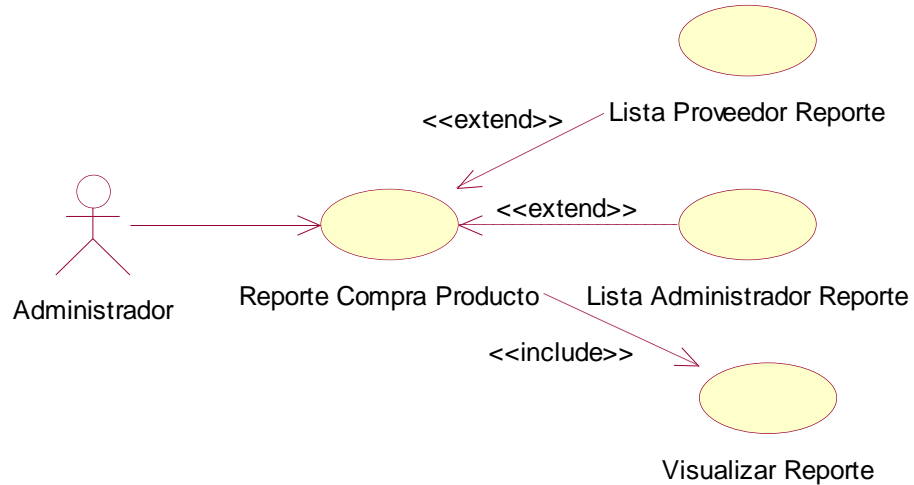 Lista Proveedor Reporte
<<extend>>
<<extend>>
Administrador
Reporte Compra Producto
Lista Administrador Reporte
<<include>>
Visualizar Reporte